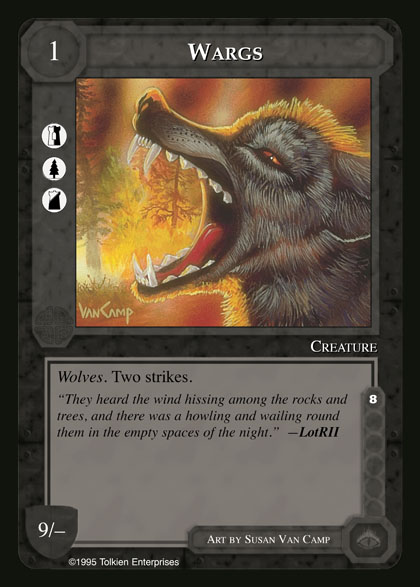 1
WARGS
VANCAMP
CREATURE
Wolves. Two strikes.
“They heard the wind hissing among the rocks and
trees, and there was a howling and wailing round
them in the empty spaces of the night.” —LotRII
8
9/–
ART BY SUSAN VAN CAMP
©1995 Tolkien Enterprises